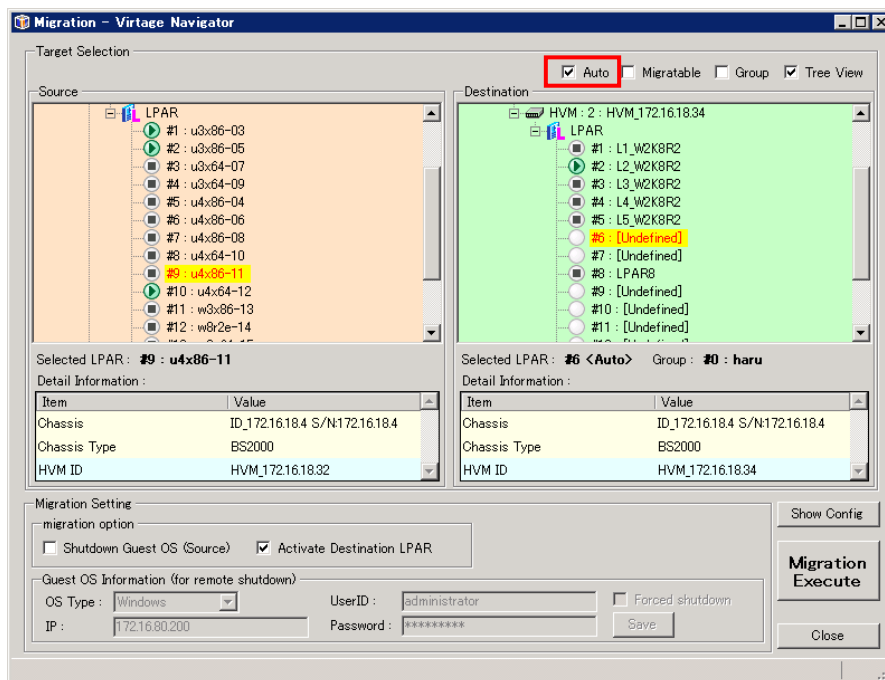 Migration - Virtage Navigator
Target Selection
Auto Migratable Group Tree View
Source
LPAR
#1 : u3x86-03
#2 : u3x86-05
#3 : u3x64-07
#4 : u3x64-09
#5 : u4x86-04
#6 : u4x86-06
#7 : u4x86-08
#8 : u4x64-10
#9 : u4x86-11
#10 : u4x64-12
#11 : w3x86-13
#12 : w8r2e-14
Selected LPAR : #9 : u4x86-11
Detail Information :
Item Value
Chassis ID_172.16.18.4 S/N:172.16.18.4
Chassis Type BS2000
HVM ID HVM_172.16.18.32
Destination
HVM : 2 : HVM_172.16.18.34
LPAR
#1 : L1_W2K8R2
#2 : L2_W2K8R2
#3 : L3_W2K8R2
#4 : L4_W2K8R2
#5 : L5_W2K8R2
#6 : [Undefined]
#7 : [Undefined]
#8 : LPAR8
#9 : [Undefined]
#10 : [Undefined]
#11 : [Undefined]
Selected LPAR : #6 <Auto> Group : #0 : haru
Detail Information :
Item Value
Chassis ID_172.16.18.4 S/N:172.16.18.4
Chassis Type BS2000
HVM ID HVM_172.16.18.34
Migration Setting
migration option
Shutdown Guest OS (Source) Activate Destination LPAR
Guest OS Information (for remote shutdown)
OS Type : Windows UserID : administrator Forced shutdown
IP : 172.16.80.200 Password : ********* Save
Show Config
Migration
Execute
Close